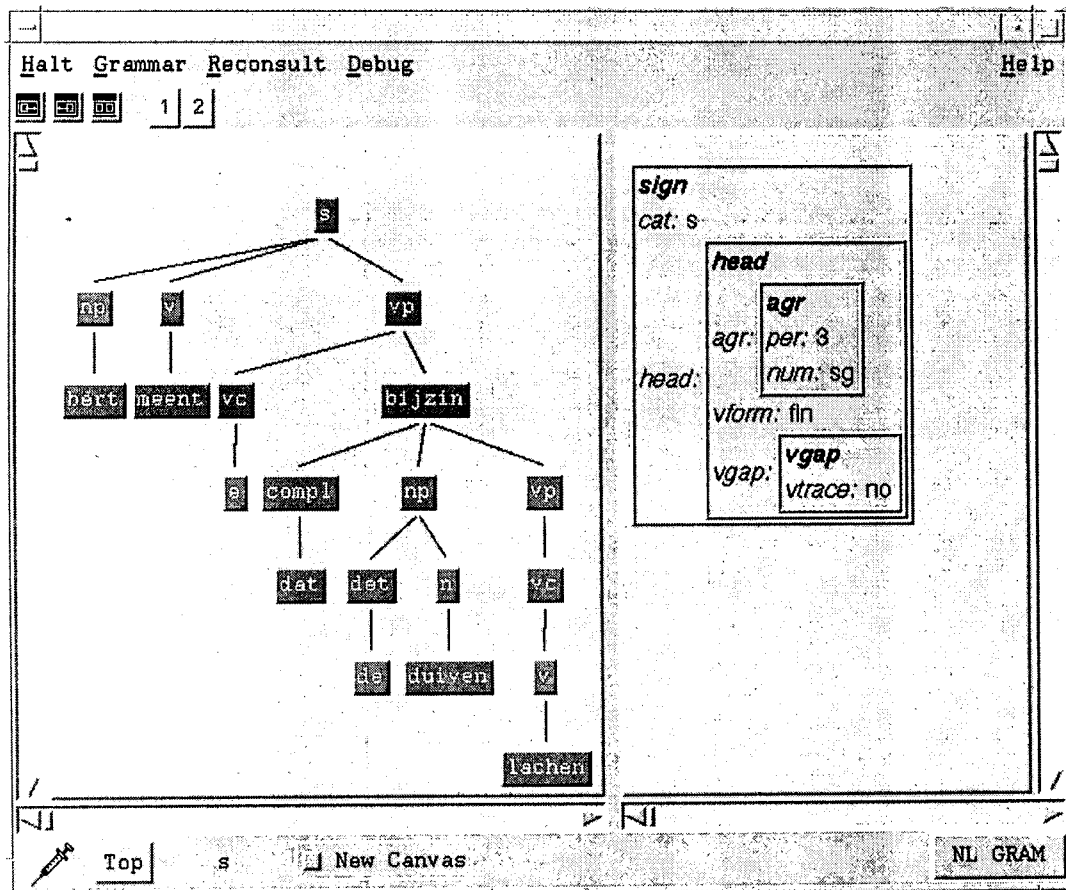 Halt Grammar Reconsult Debug Help
1 2
s
np v vp
bert meent vc bijzin
e compl np vp
dat det n vc
de duiven v
lachen
sign
cat: s
head
agr
agr: per: 3
head: num: sg
vform: fin
vgap
vgap: vtrace: no
Top s New Canvas NL GRAM